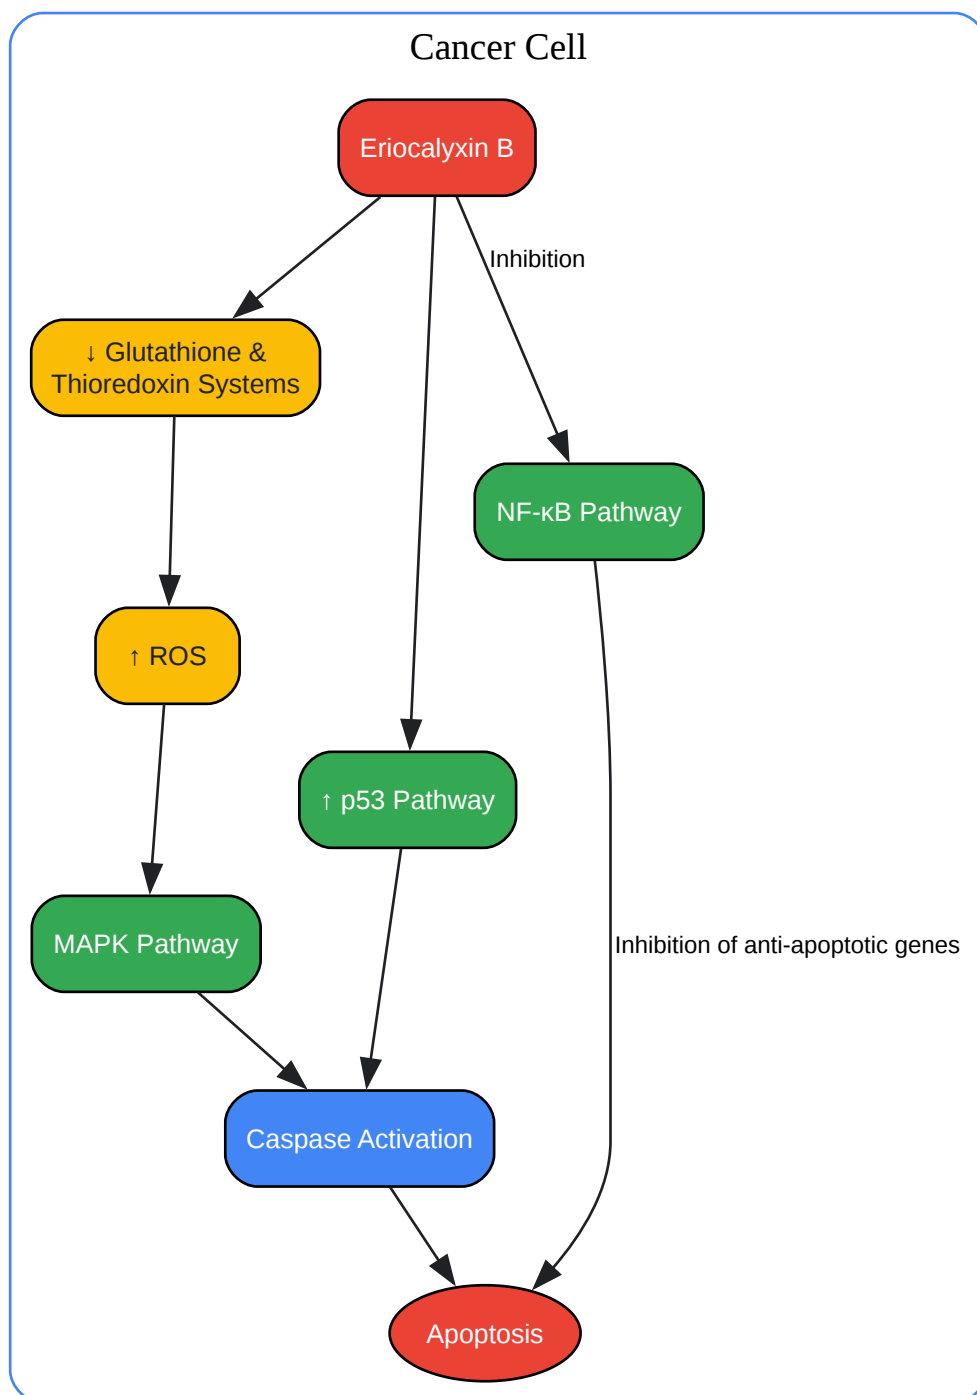 Cancer Cell
Eriocalyxin B
Inhibition
↓ Glutathione &
Thioredoxin Systems
NF-κB Pathway
↑ ROS
↑ p53 Pathway
MAPK Pathway
Inhibition of anti-apoptotic genes
Caspase Activation
Apoptosis